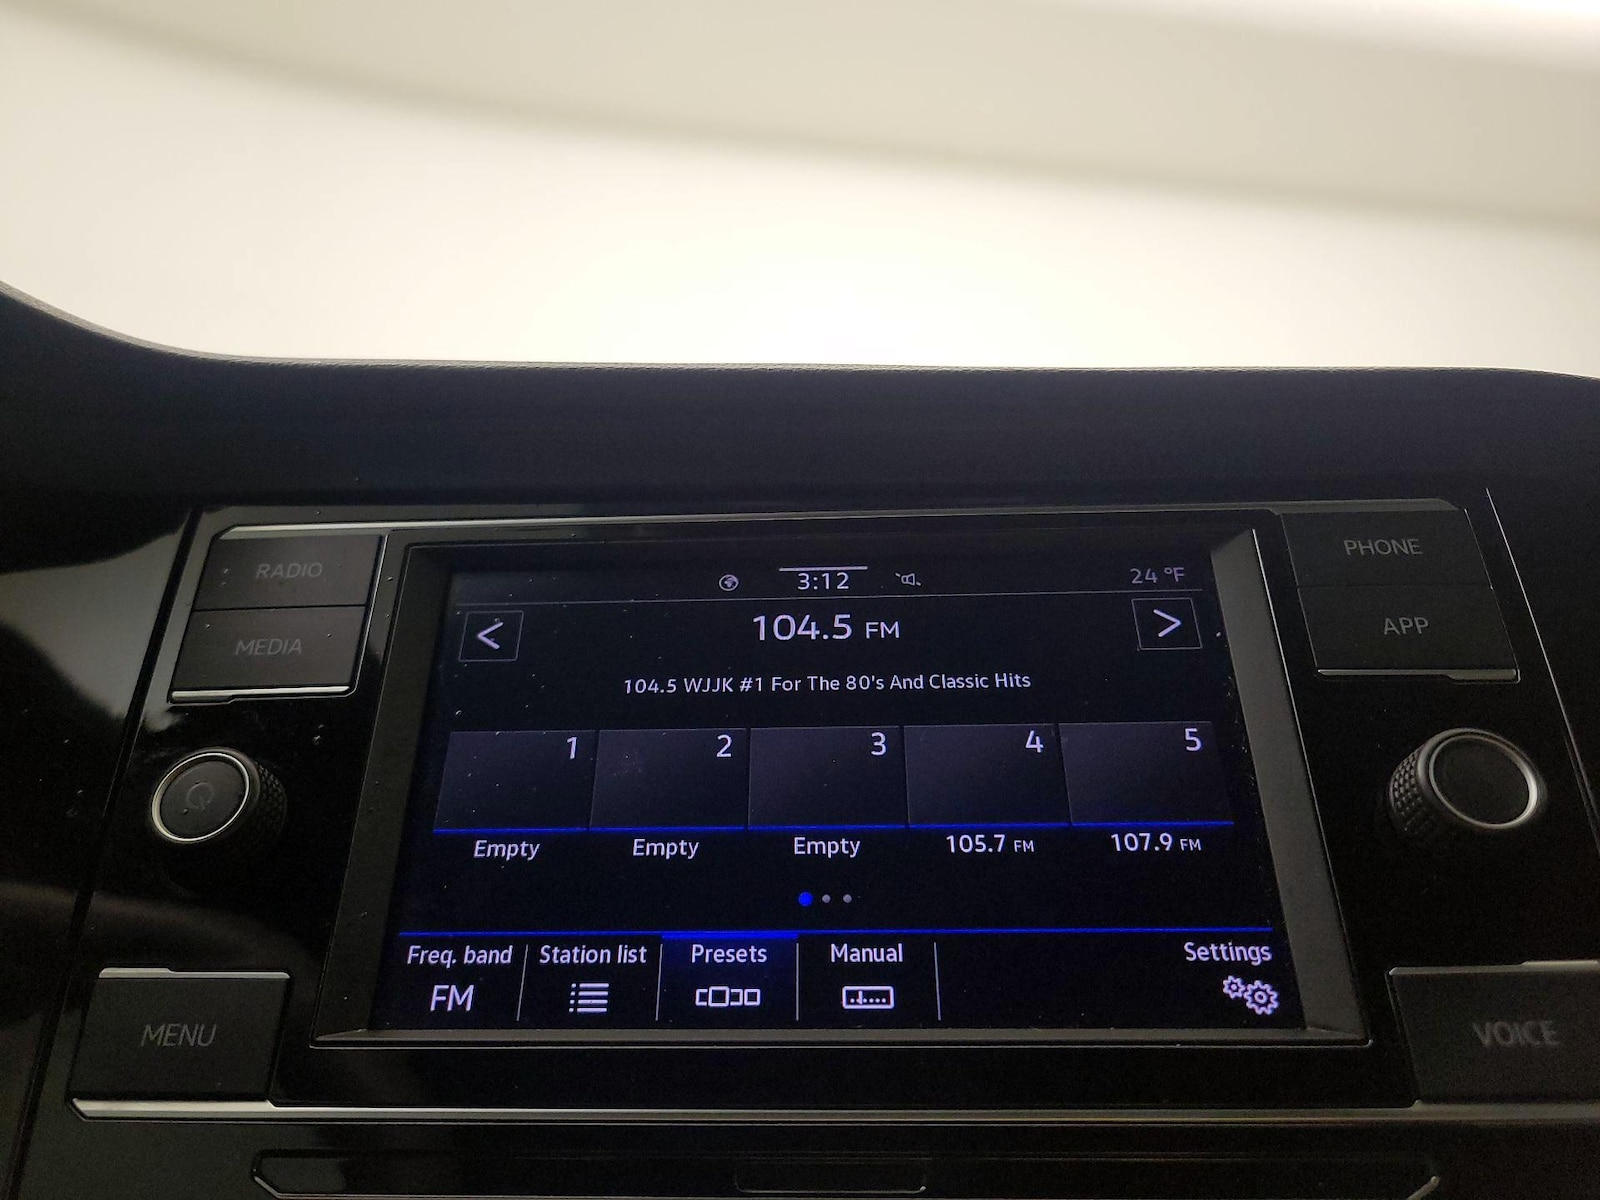 RADIO
MEDIA
PHONE
APP
3:12
24 °F
104.5 FM
104.5 WJJK #1 For The 80's And Classic Hits
1 2 3 4 5
Empty Empty Empty 105.7 FM 107.9 FM
Freq. band Station list Presets Manual Settings
FM
MENU
VOICE